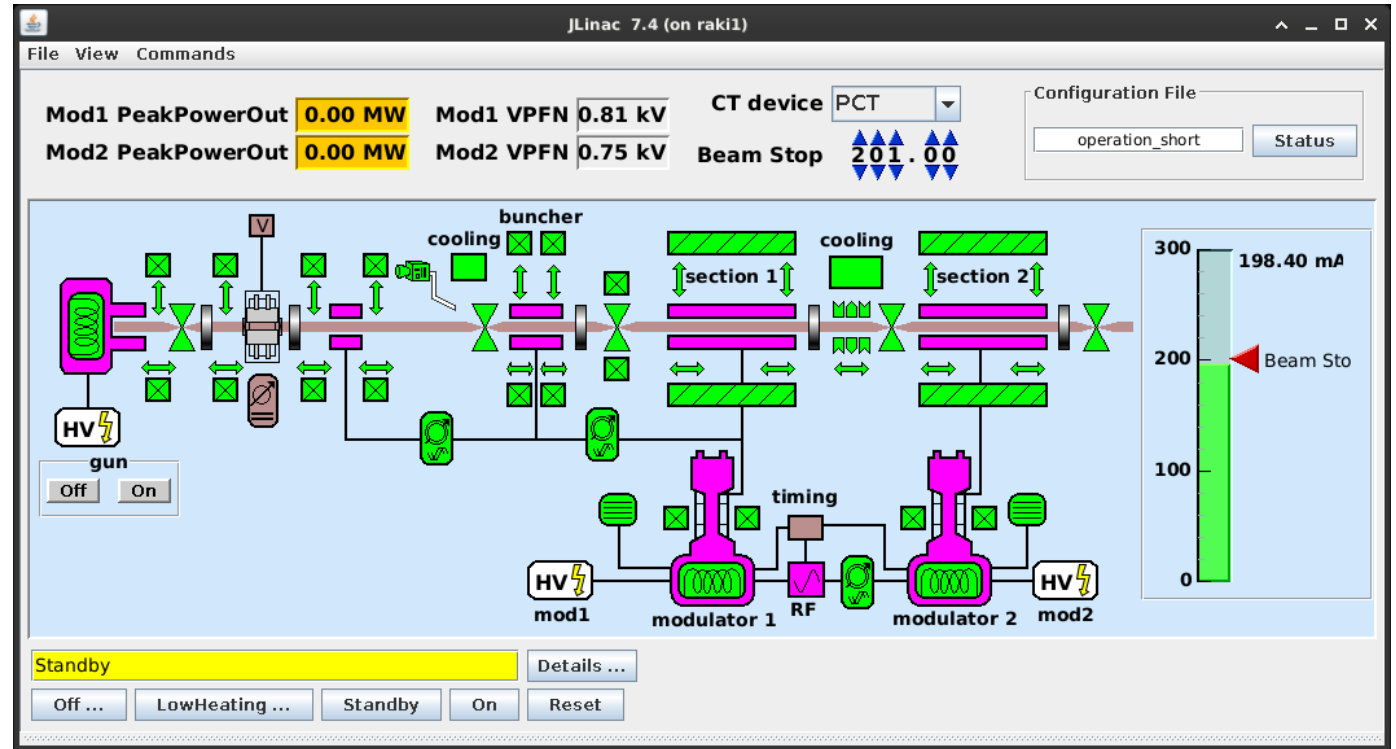 JLinac 7.4 (on raki1)
File View Commands
Mod1 PeakPowerOut 0.00 MW Mod1 VPFN 0.81 kV CT device PCT
Mod2 PeakPowerOut 0.00 MW Mod2 VPFN 0.75 kV Beam Stop 201.00
Configuration File
operation_short Status
V
buncher
cooling
cooling
section 1
section 2
300
198.40 mA
200
Beam Sto
100
0
HV
gun
Off On
timing
HV
mod1
modulator 1
RF
modulator 2
HV
mod2
Standby
Details ...
Off ... LowHeating ... Standby On Reset